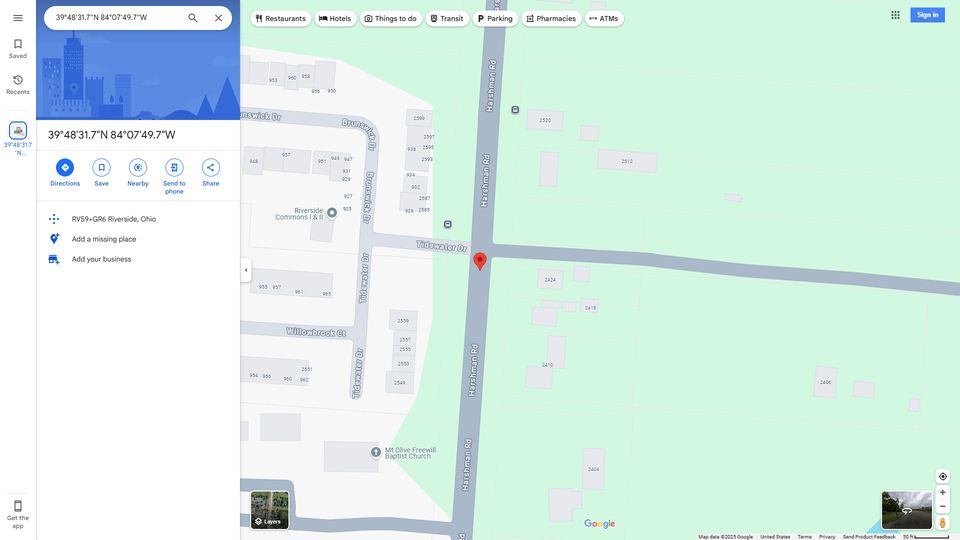 39°48'31.7"N 84°07'49.7"W
Restaurants
Hotels
Things to do
Transit
Parking
Pharmacies
ATMs
Sign in
Saved
Recents
39°48'31.7
"N...
39°48'31.7"N 84°07'49.7"W
Directions
Save
Nearby
Send to
phone
Share
RV59+GR6 Riverside, Ohio
Add a missing place
Add your business
Get the
app
953
960
958
956
950
Brunswick Dr
2599
2597
938
2595
2593
934
932
2587
926
2585
948
957
951
949
947
931
929
927
925
Brunswick Dr
Riverside
Commons I & II
Tidewater Dr
Tidewater Dr
Tidewater Dr
955
957
961
965
Willowbrook Ct
2559
2557
2555
2553
2549
2551
954
956
960
962
Mt Olive Freewill
Baptist Church
Harshman Rd
Harshman Rd
Harshman Rd
Harshman Rd
2520
2512
2424
2418
2410
2406
2404
Layers
Google
Map data ©2025 Google
United States
Terms
Privacy
Send Product Feedback
50 ft